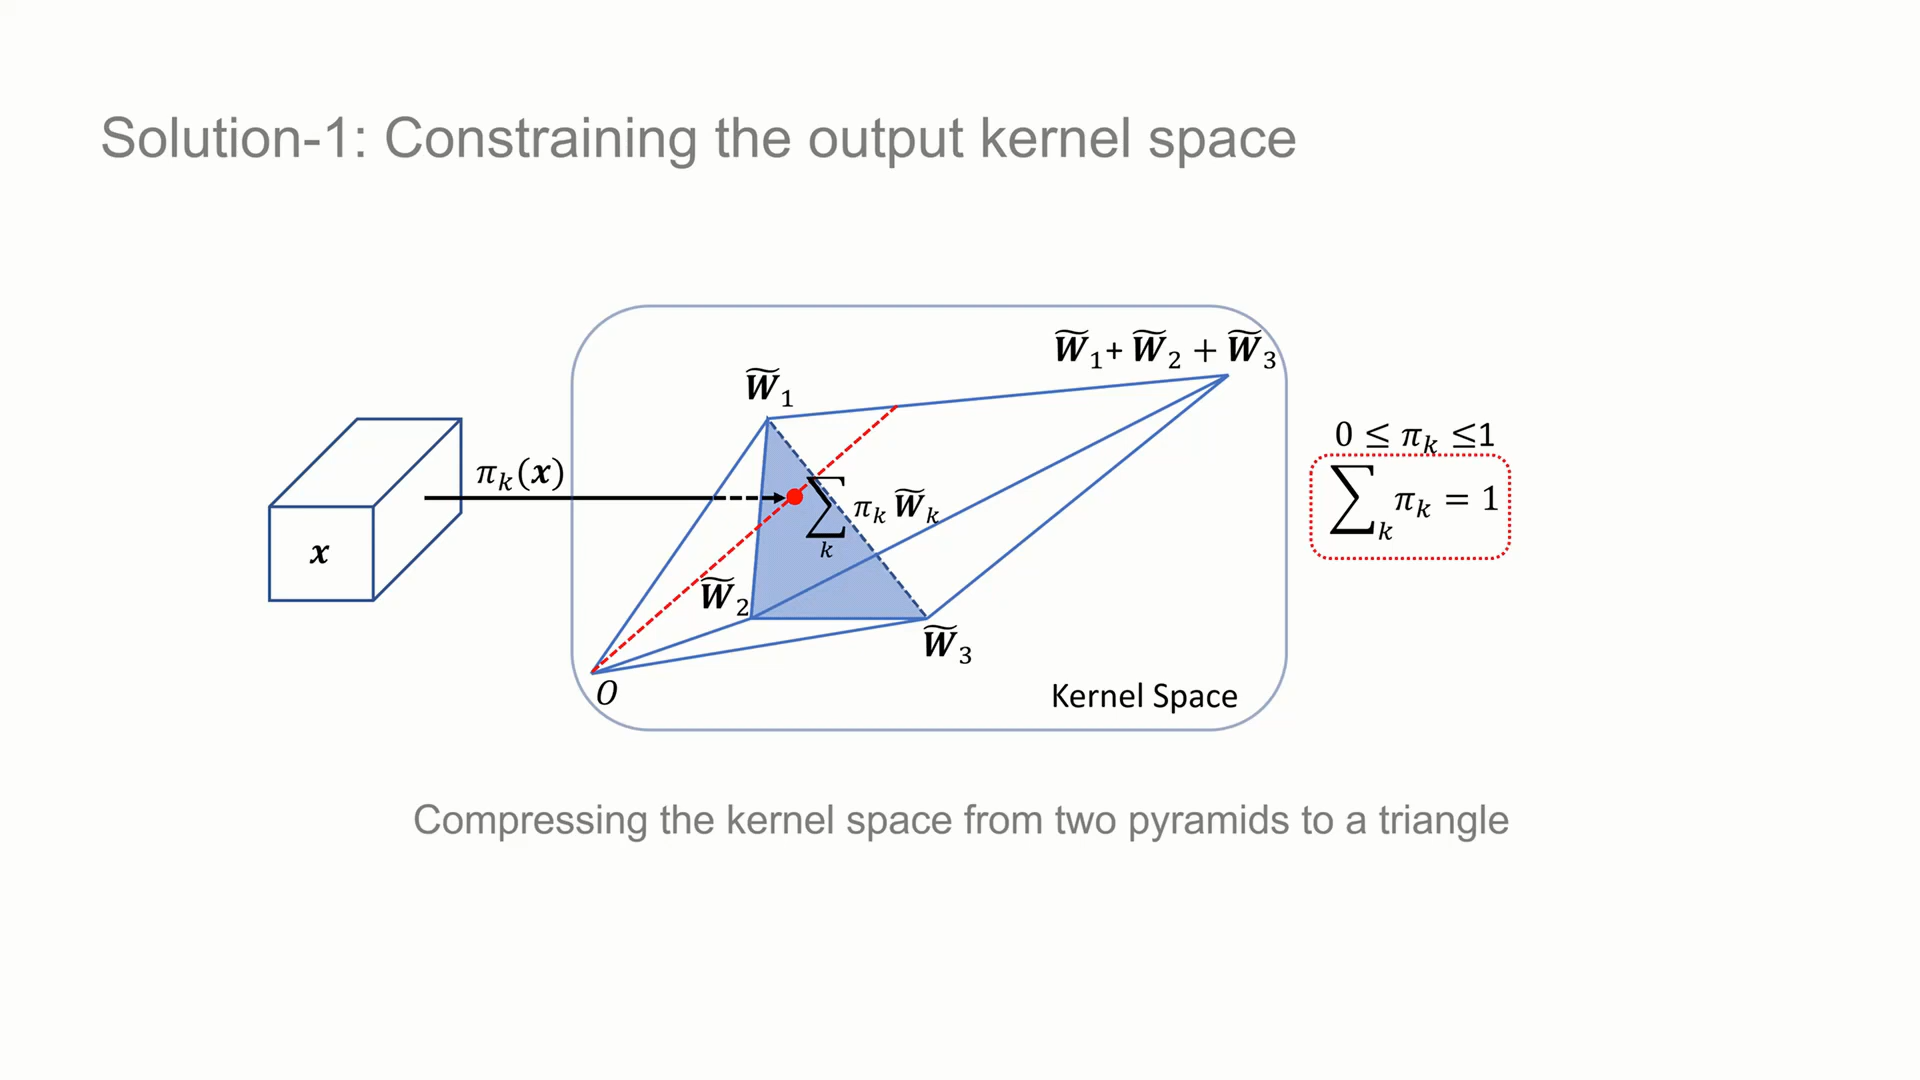 Solution-1: Constraining the output kernel space
W̃₁+ W̃₂ + W̃₃
W̃₁
0 ≤ πₖ ≤1
πₖ(x)
∑ₖ πₖ = 1
∑ₖ πₖ W̃ₖ
x
W̃₂
W̃₃
O
Kernel Space
Compressing the kernel space from two pyramids to a triangle